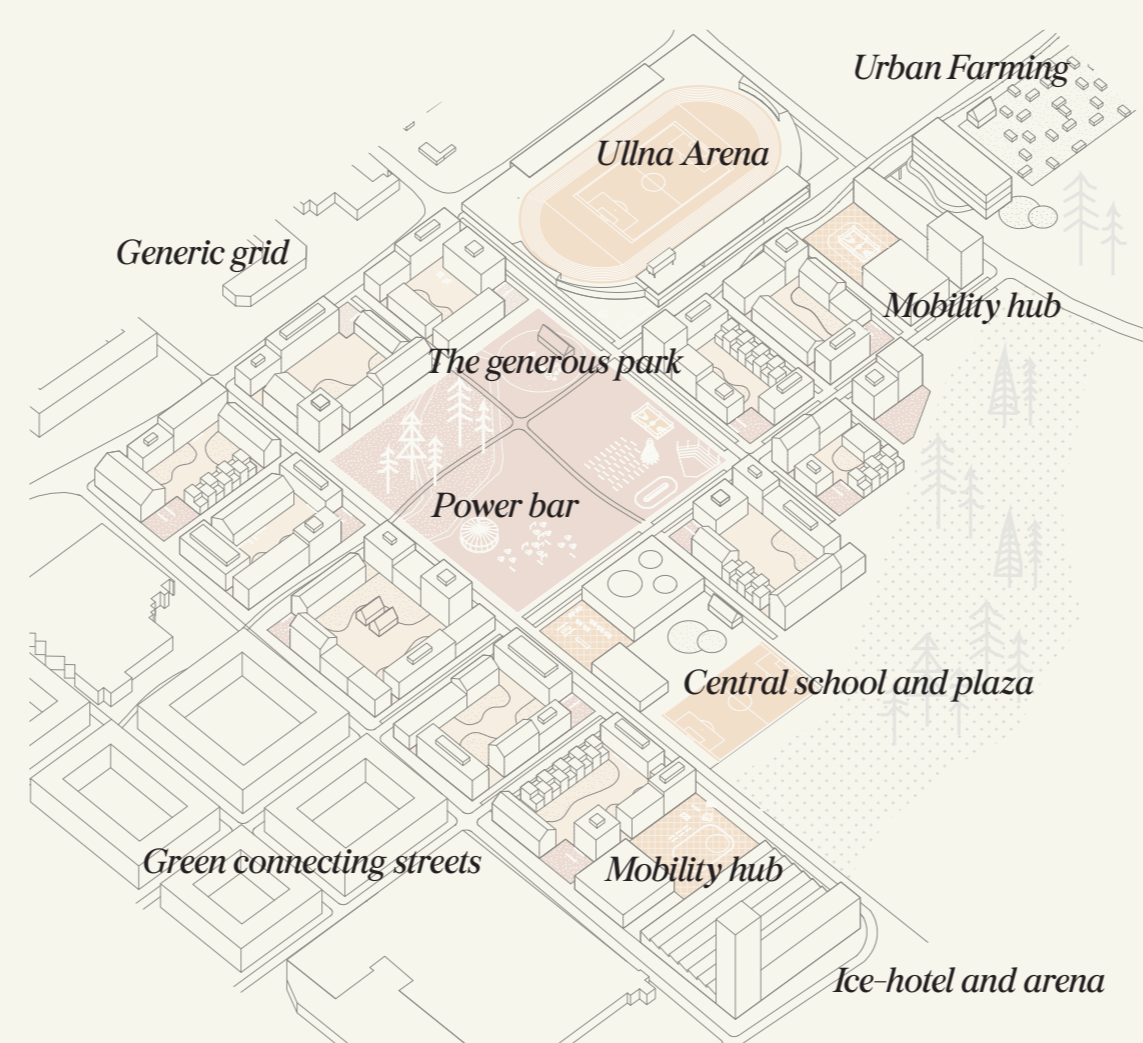 Urban Farming
Ullna Arena
Generic grid
Mobility hub
The generous park
Power bar
Central school and plaza
Green connecting streets
Mobility hub
Ice-hotel and arena